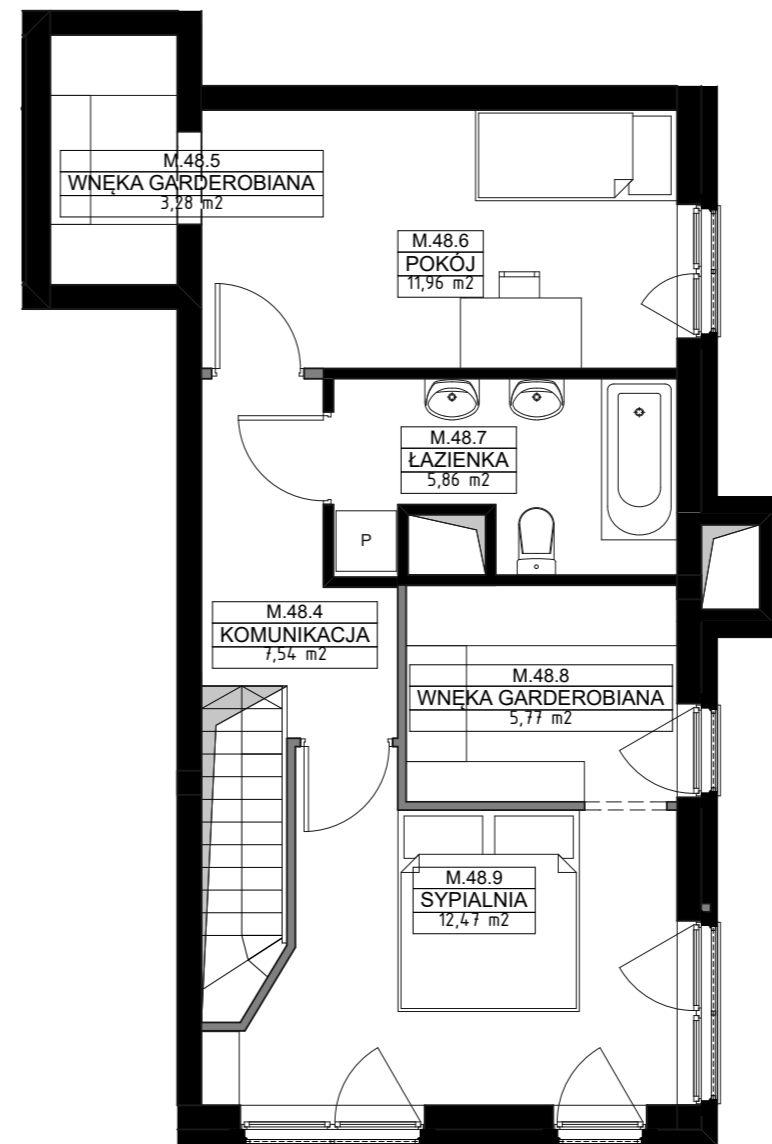 M.48.5
WNĘKA GARDEROBIANA
3,28 m2
M.48.6
POKÓJ
11,96 m2
M.48.7
ŁAZIENKA
5,86 m2
P
M.48.4
KOMUNIKACJA
7,54 m2
M.48.8
WNĘKA GARDEROBIANA
5,77 m2
M.48.9
SYPIALNIA
12,47 m2